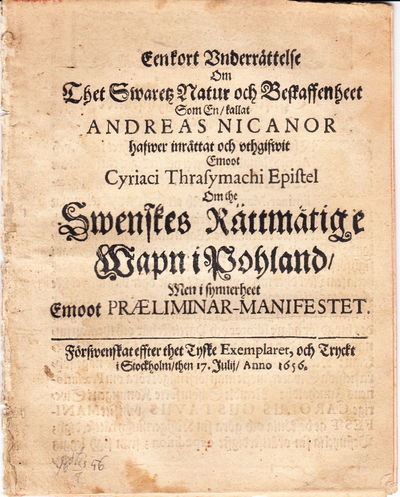 Een kort Vnderrättelse
Om
Thet Swaretz Natur och Beskaffenheet
Som En/ kallat
ANDREAS NICANOR
hafwer inrättat och vthgifwit
Emoot
Cyriaci Thraſymachi Epiſtel
Om the
Swenskes Rättmätige
Wapn i Pohland/
Men i synnerheet
Emoot PRÆLIMINAR-MANIFESTET.
Förswenskat effter thet Tyske Exemplaret, och Tryckt
i Stockholm/ then 17. Julij/ Anno 1656.